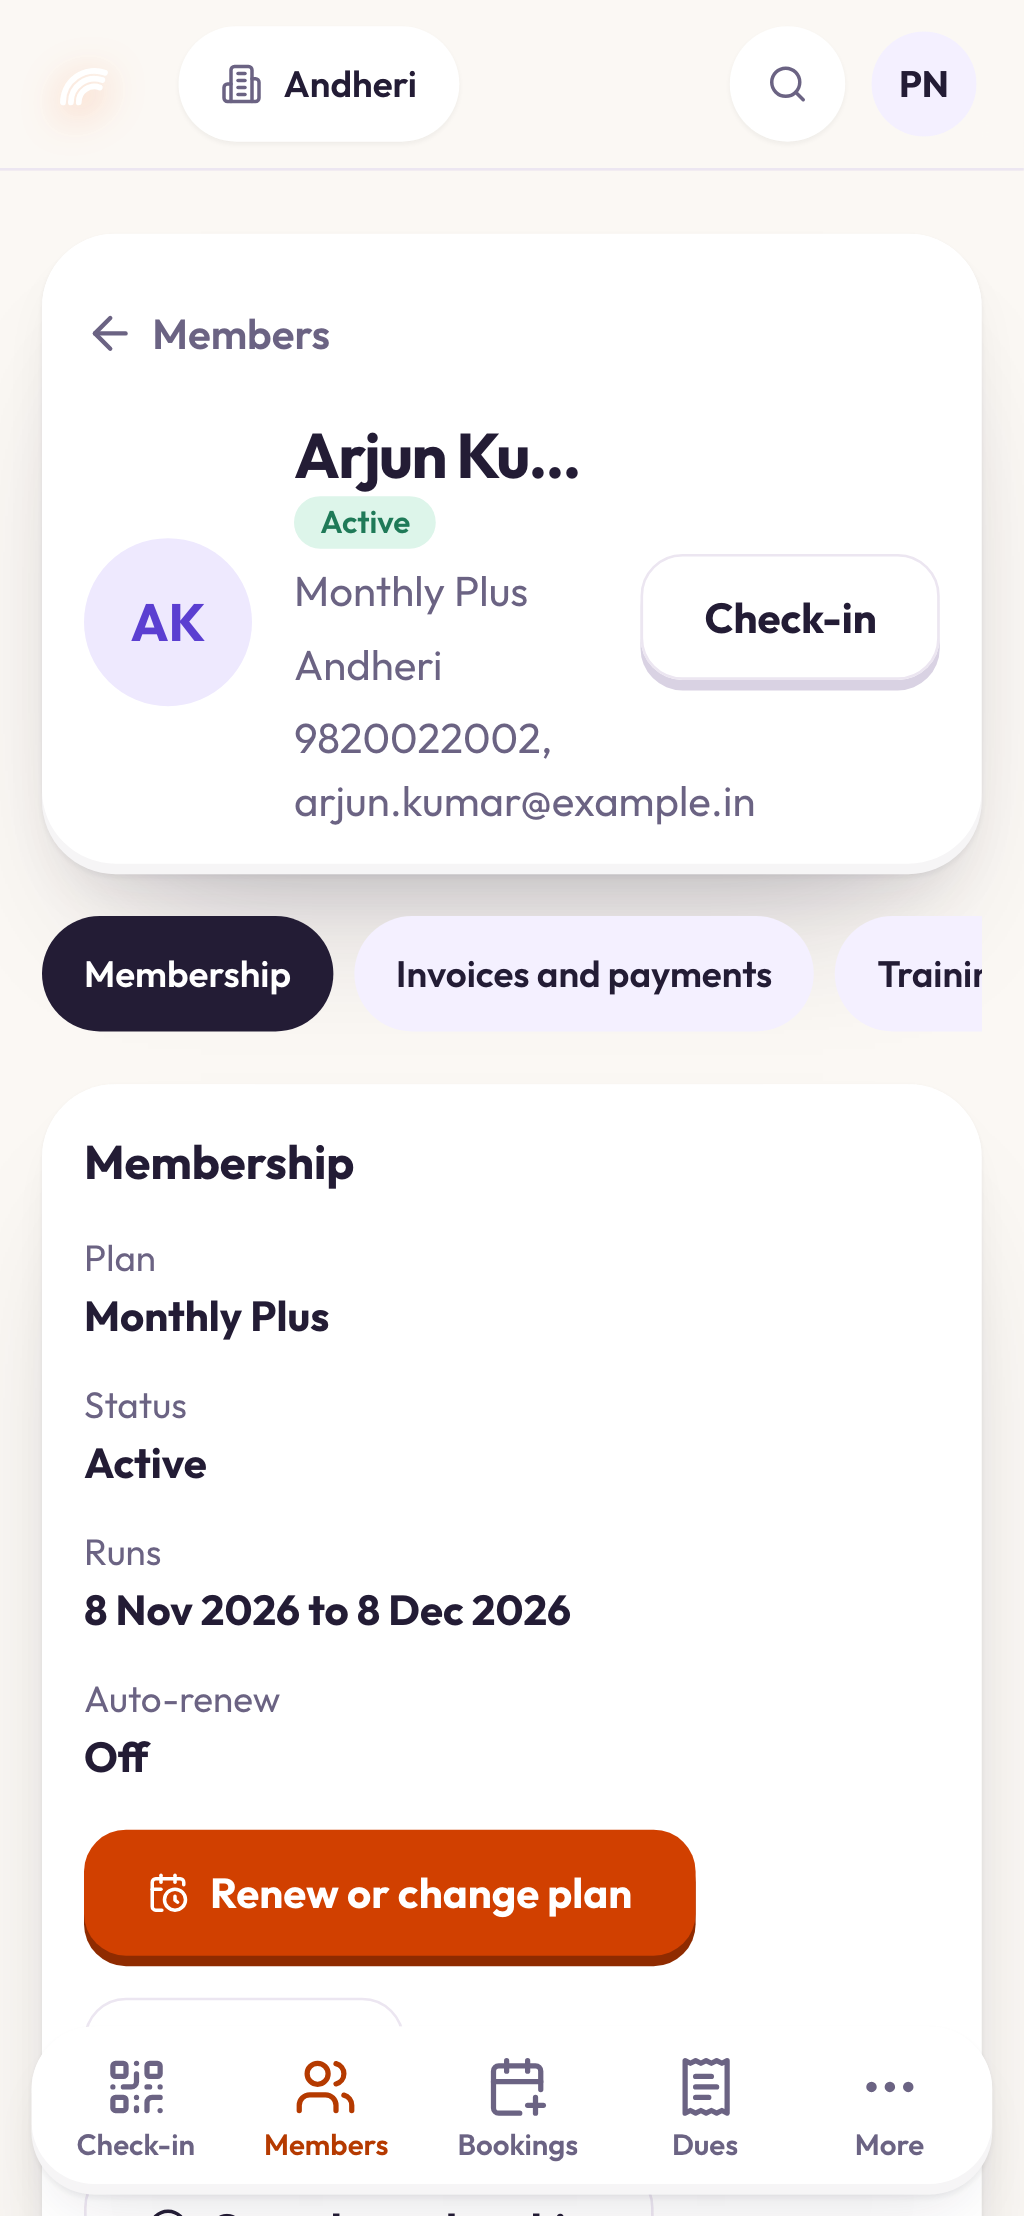 Andheri
PN
Members
Arjun Ku...
Active
AK
Monthly Plus
Check-in
Andheri
9820022002,
arjun.kumar@example.in
Membership
Invoices and payments
Membership
Plan
Monthly Plus
Status
Active
Runs
8 Nov 2026 to 8 Dec 2026
Auto-renew
Off
Renew or change plan
Check-in
Members
Bookings
Dues
More